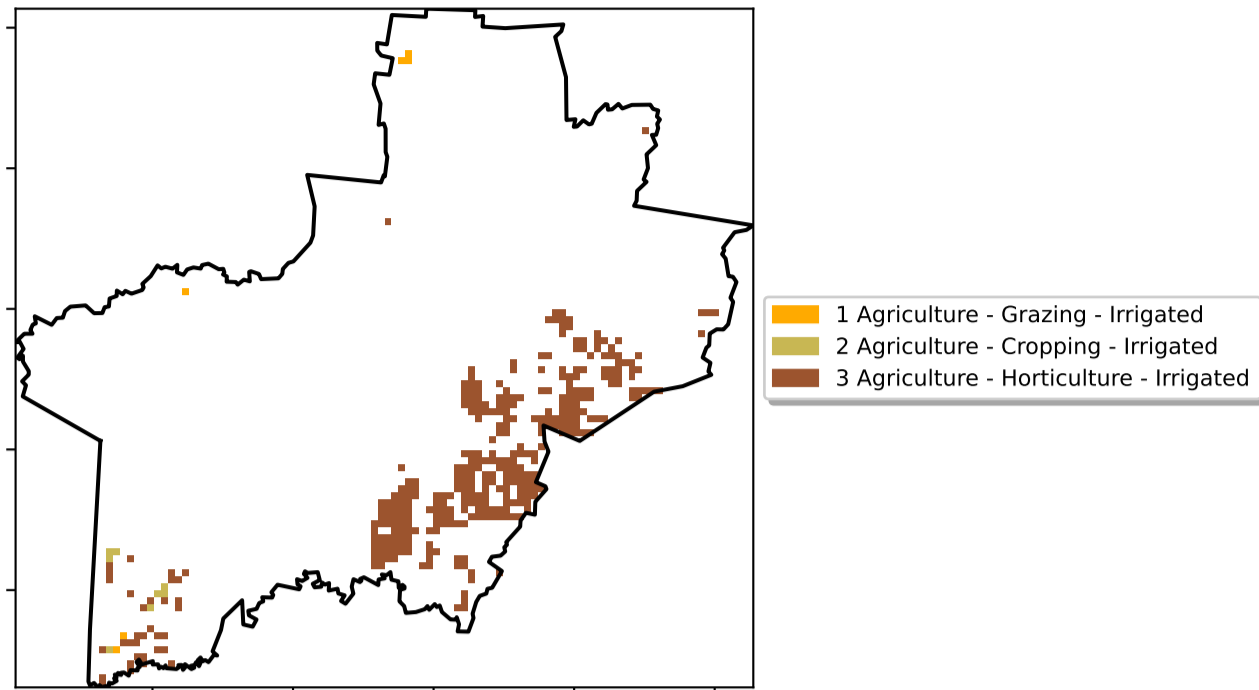 1 Agriculture - Grazing - Irrigated
2 Agriculture - Cropping - Irrigated
3 Agriculture - Horticulture - Irrigated